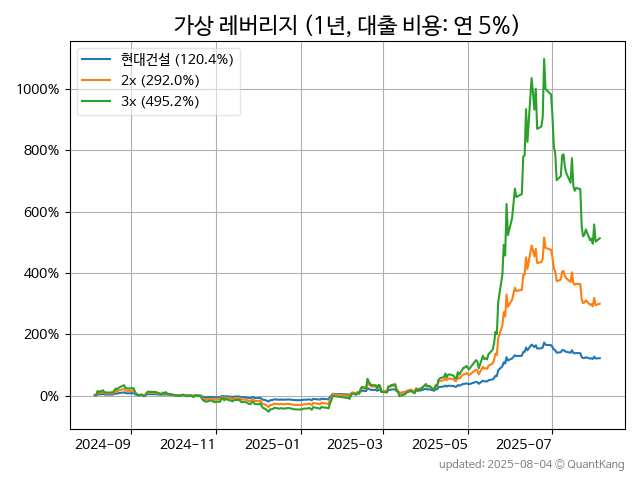 가상 레버리지 (1년, 대출 비용: 연 5%)
현대건설 (120.4%)
2x (292.0%)
3x (495.2%)
1000%
800%
600%
400%
200%
0%
2024-09 2024-11 2025-01 2025-03 2025-05 2025-07
updated: 2025-08-04 © QuantKang